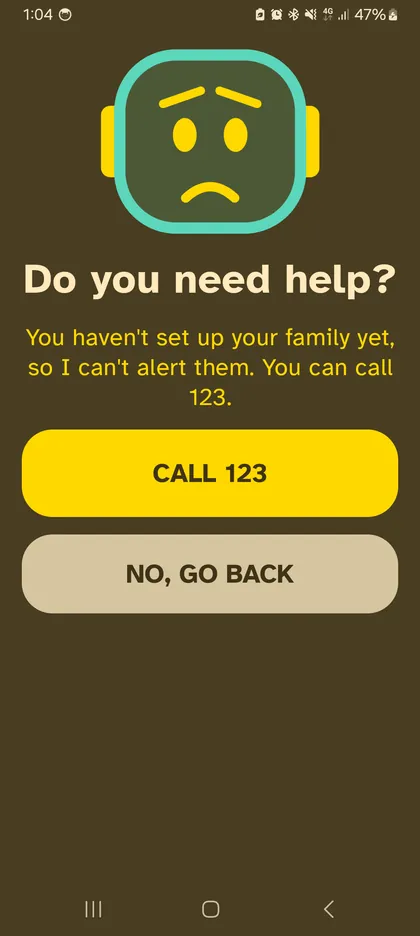 1:04
4G
47%
Do you need help?
You haven't set up your family yet,
so I can't alert them. You can call
123.
CALL 123
NO, GO BACK